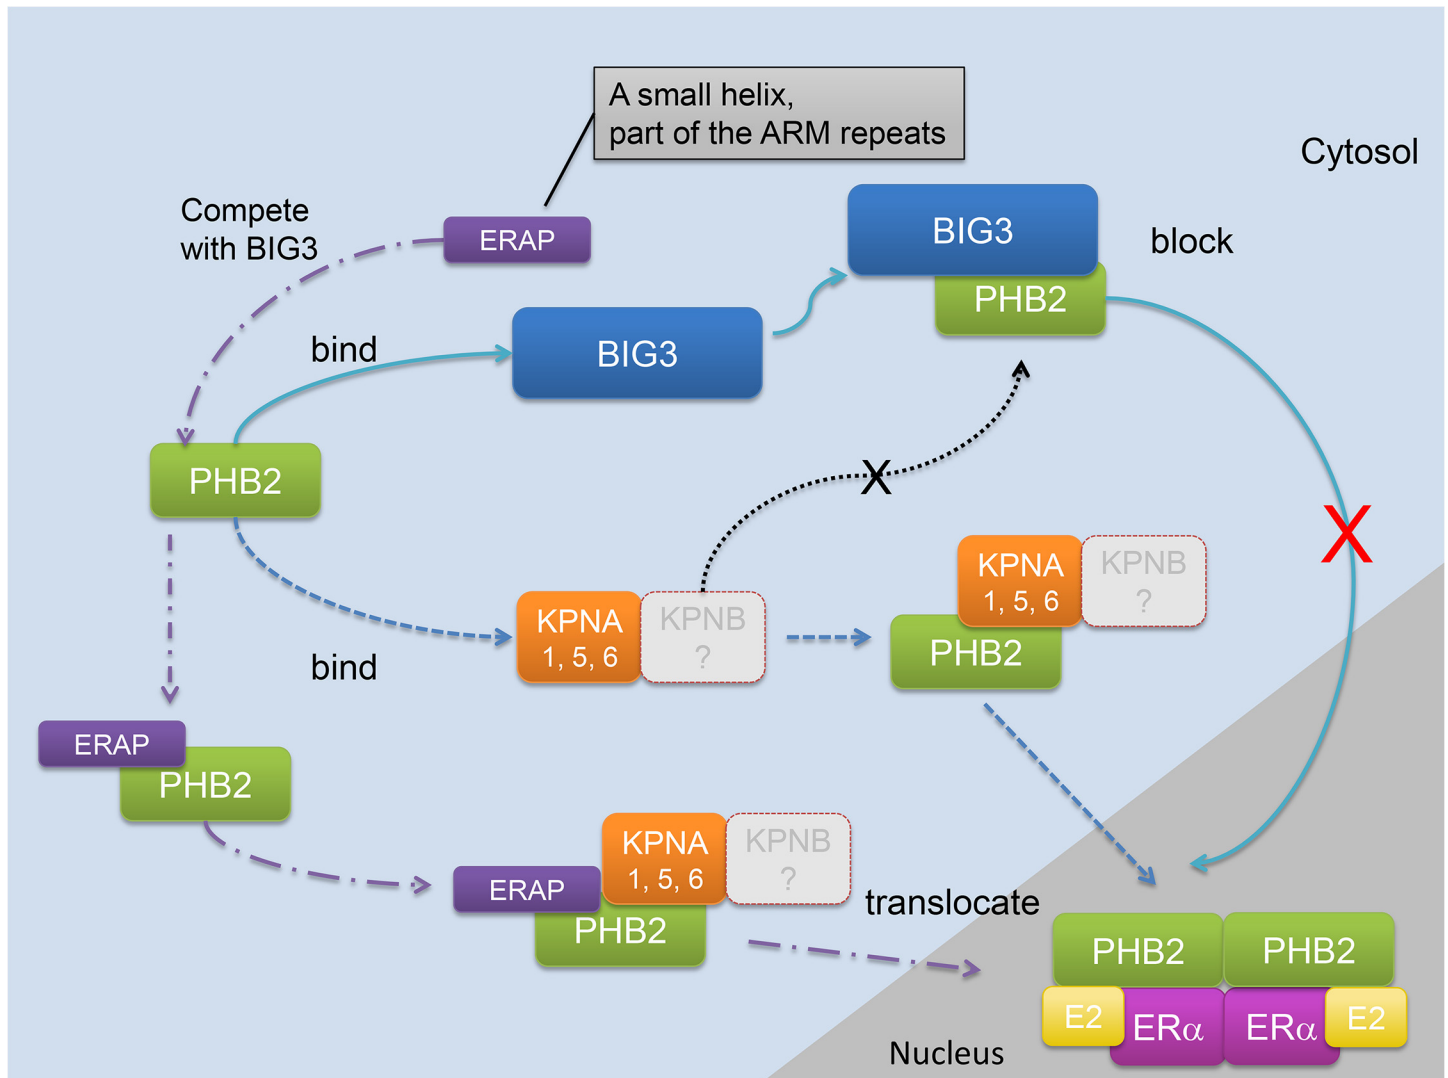 A small helix,
part of the ARM repeats
Cytosol
Compete
with BIG3
ERAP
BIG3
block
PHB2
bind
BIG3
PHB2
X
X
KPNA
1, 5, 6
KPNB
?
KPNA
1, 5, 6
KPNB
?
PHB2
bind
ERAP
PHB2
KPNA
1, 5, 6
KPNB
?
ERAP
PHB2
translocate
PHB2
PHB2
E2
ERα
ERα
E2
Nucleus